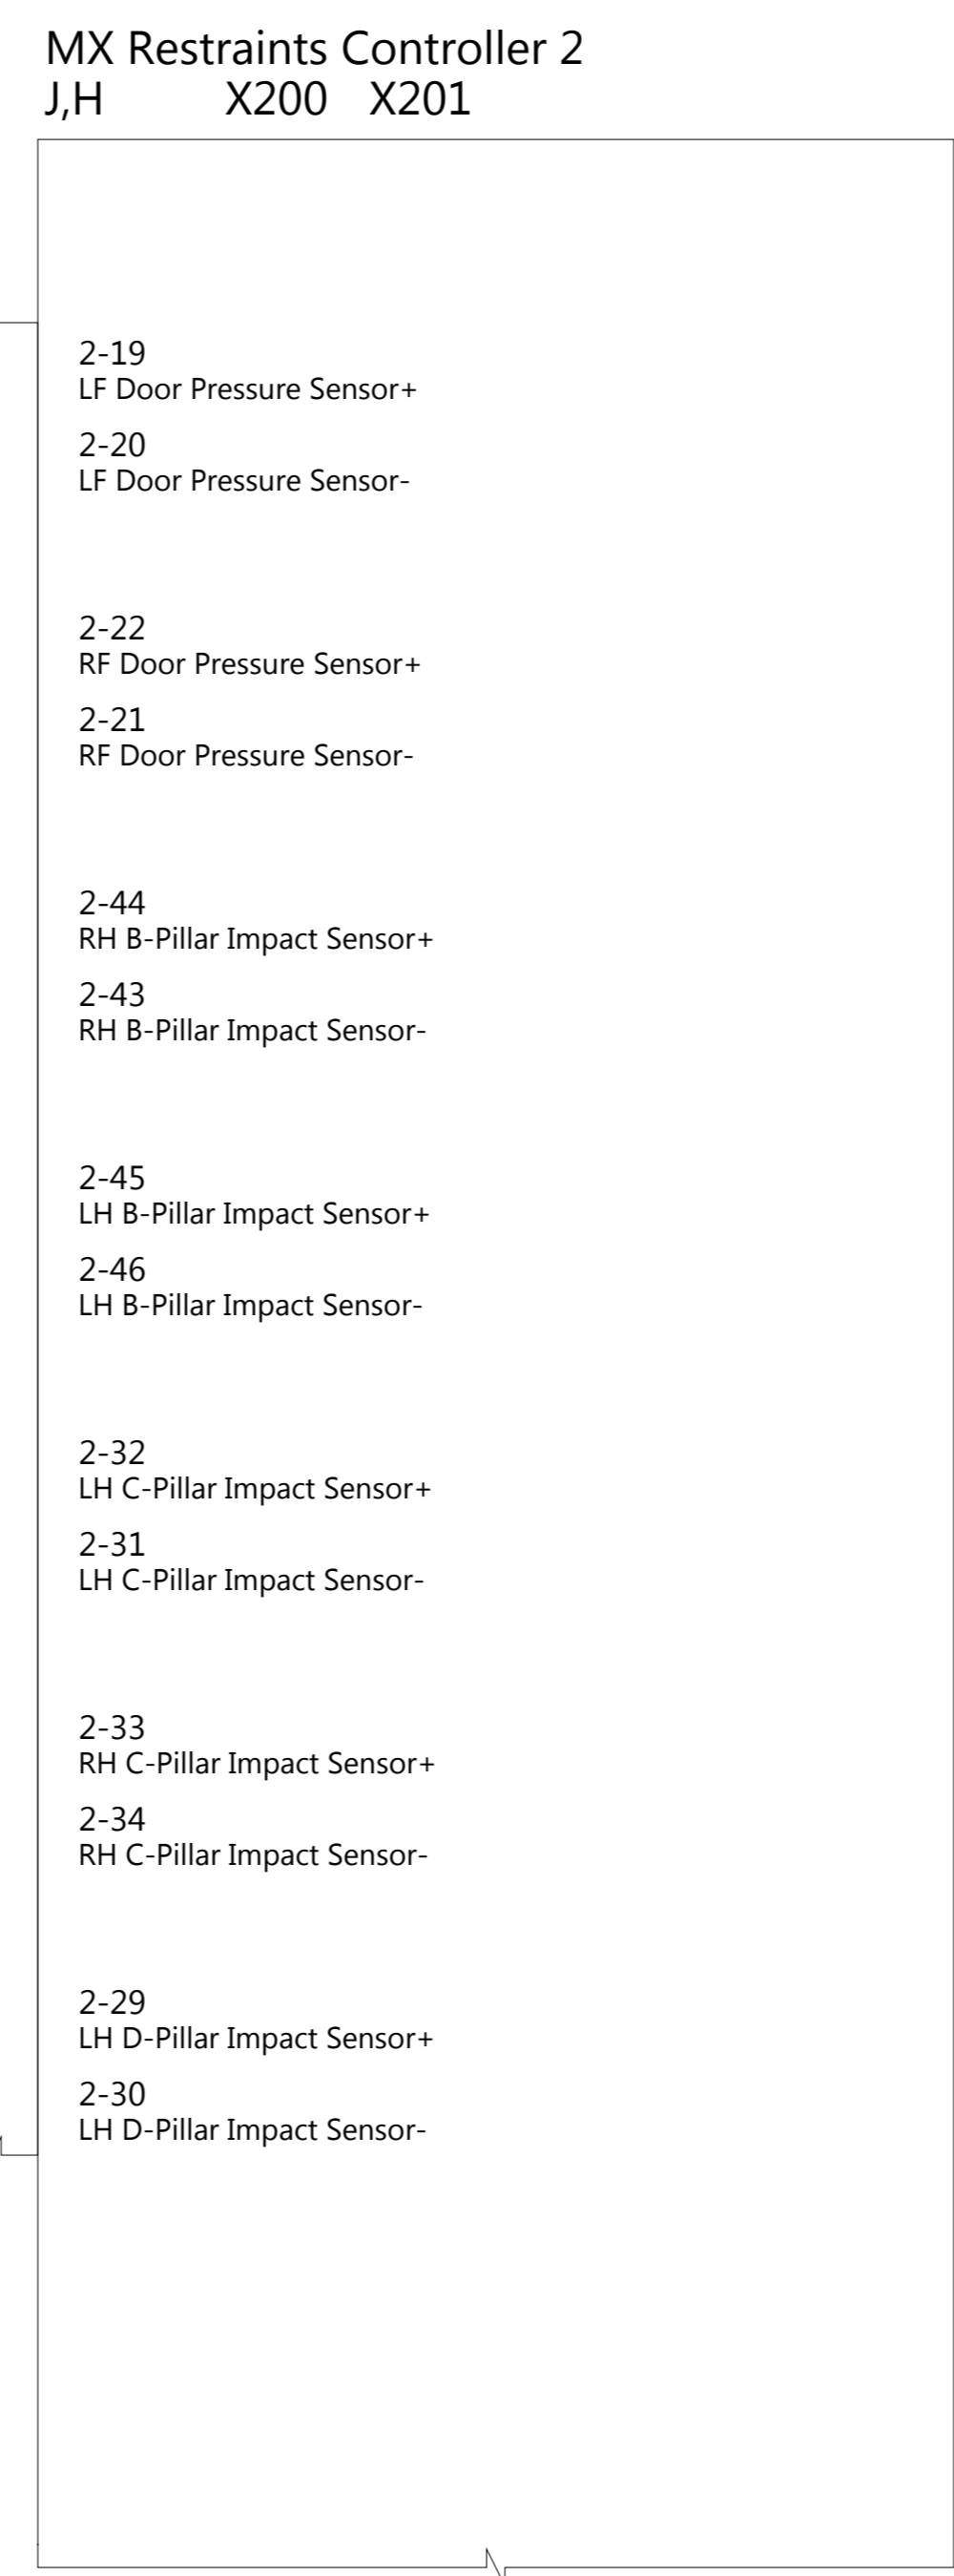 MX Restraints Controller 2
J,H X200 X201
2-19
LF Door Pressure Sensor+
2-20
LF Door Pressure Sensor-
2-22
RF Door Pressure Sensor+
2-21
RF Door Pressure Sensor-
2-44
RH B-Pillar Impact Sensor+
2-43
RH B-Pillar Impact Sensor-
2-45
LH B-Pillar Impact Sensor+
2-46
LH B-Pillar Impact Sensor-
2-32
LH C-Pillar Impact Sensor+
2-31
LH C-Pillar Impact Sensor-
2-33
RH C-Pillar Impact Sensor+
2-34
RH C-Pillar Impact Sensor-
2-29
LH D-Pillar Impact Sensor+
2-30
LH D-Pillar Impact Sensor-